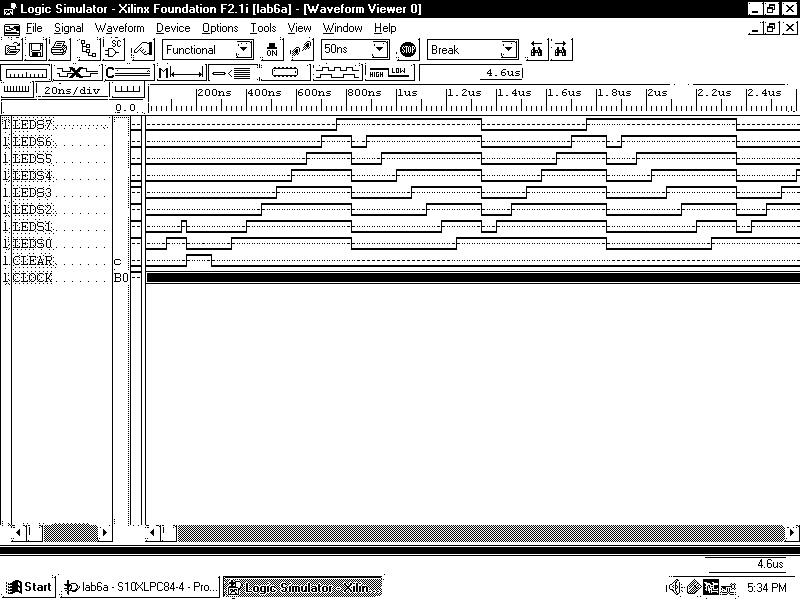 Logic Simulator - Xilinx Foundation F2.1i [lab6a] - [Waveform Viewer 0]
File Signal Waveform Device Options Tools View Window Help
SC Functional ON 50ns STOP Break
X C M HIGH LOW 4.6us
20ns/div 200ns 400ns 600ns 800ns 1us 1.2us 1.4us 1.6us 1.8us 2us 2.2us 2.4us
0.0
LEDS7
LEDS6
LEDS5
LEDS4
LEDS3
LEDS2
LEDS1
LEDS0
CLEAR c
CLOCK B0
4.6us
Start lab6a - S10XLPC84-4 - Pro... Logic Simulator - Xilin... 5:34 PM